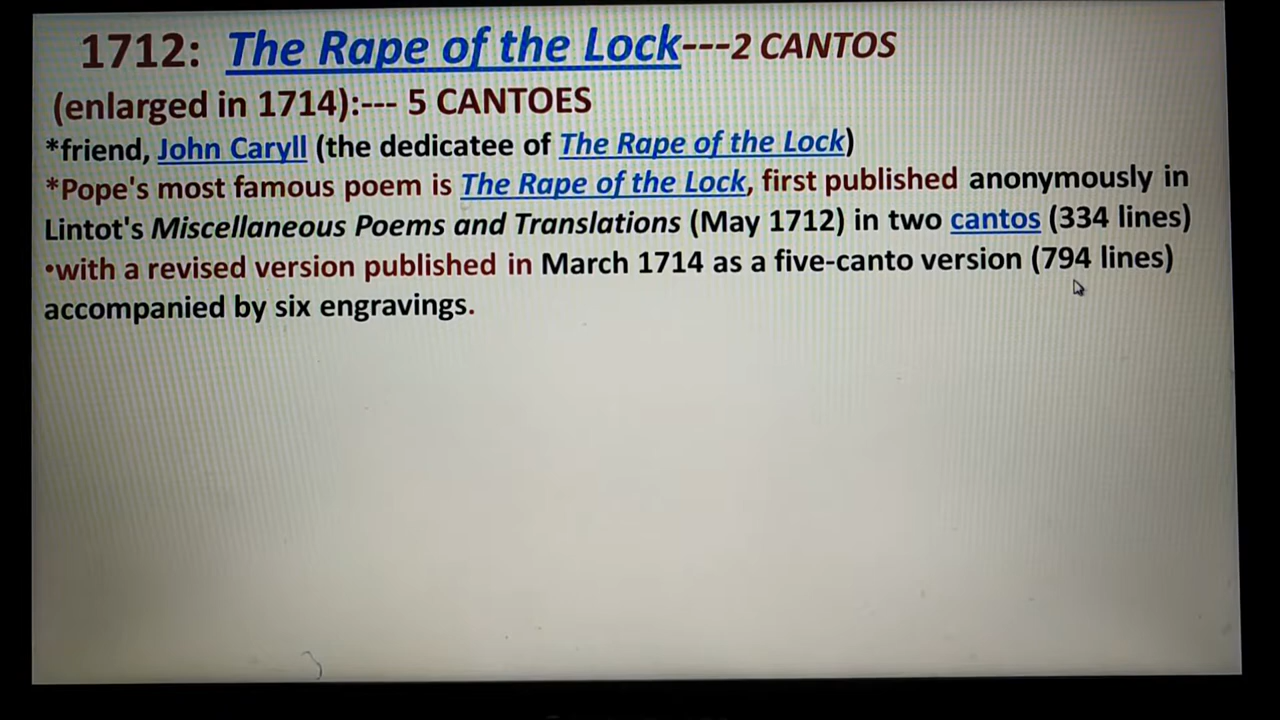 1712: The Rape of the Lock---2 CANTOS
(enlarged in 1714):--- 5 CANTOES
*friend, John Caryll (the dedicatee of The Rape of the Lock)
*Pope's most famous poem is The Rape of the Lock, first published anonymously in
Lintot's Miscellaneous Poems and Translations (May 1712) in two cantos (334 lines)
•with a revised version published in March 1714 as a five-canto version (794 lines)
accompanied by six engravings.